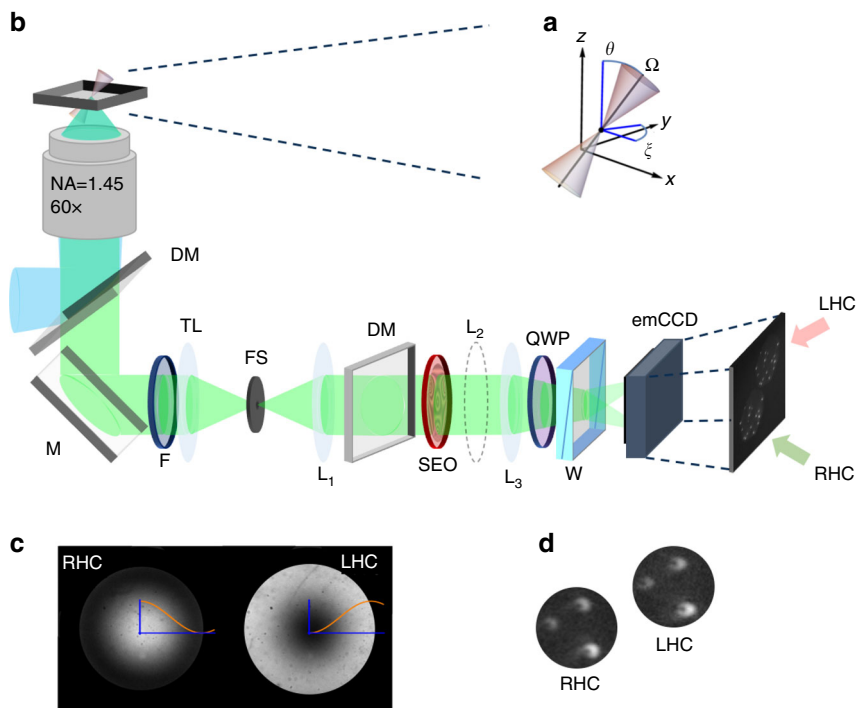 b
a
z
θ
Ω
y
ξ
x
NA=1.45
60×
DM
TL
FS
DM
L₂
QWP
emCCD
LHC
M
F
L₁
SEO
L₃
W
RHC
c
RHC
LHC
d
LHC
RHC